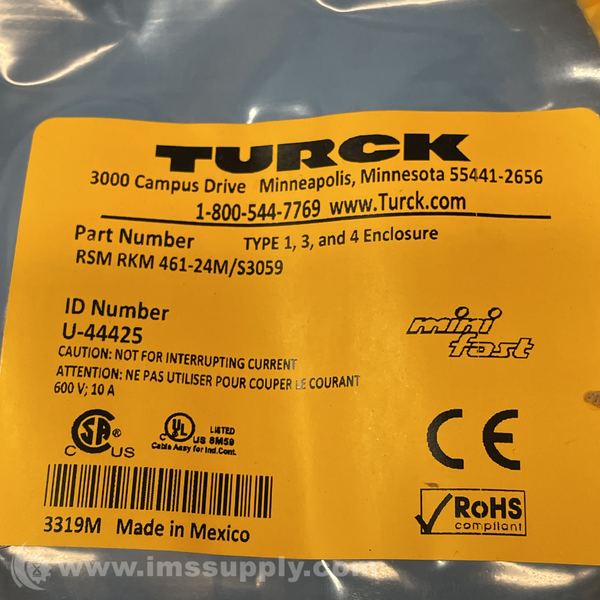 TURCK
3000 Campus Drive Minneapolis, Minnesota 55441-2656
1-800-544-7769 www.Turck.com
Part Number TYPE 1, 3, and 4 Enclosure
RSM RKM 461-24M/S3059
ID Number
U-44425
mini fast
CAUTION: NOT FOR INTERRUPTING CURRENT
ATTENTION: NE PAS UTILISER POUR COUPER LE COURANT
600 V; 10 A
C SA ® US
C UL US LISTED 8M59
Cable Assy for Ind.Cont.
CE
RoHS
compliant
3319M Made in Mexico
© www.imssupply.com/